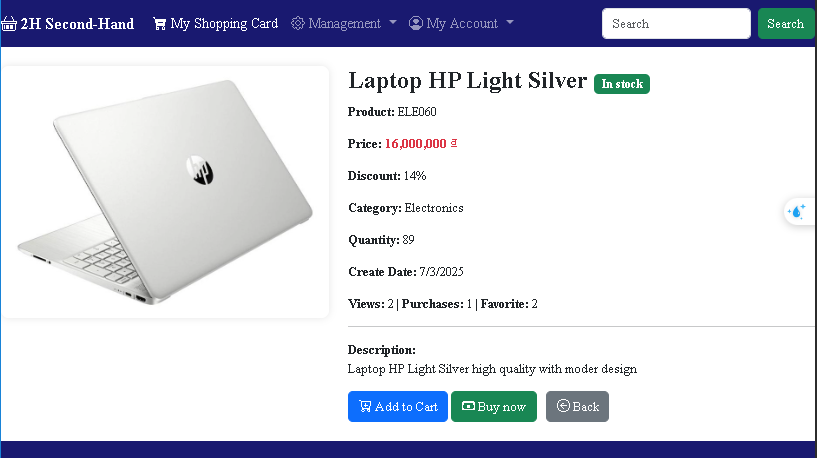 2H Second-Hand My Shopping Card Management My Account Search Search
hp
Laptop HP Light Silver In stock
Product: ELE060
Price: 16,000,000 ₫
Discount: 14%
Category: Electronics
Quantity: 89
Create Date: 7/3/2025
Views: 2 | Purchases: 1 | Favorite: 2
Description:
Laptop HP Light Silver high quality with moder design
Add to Cart Buy now Back